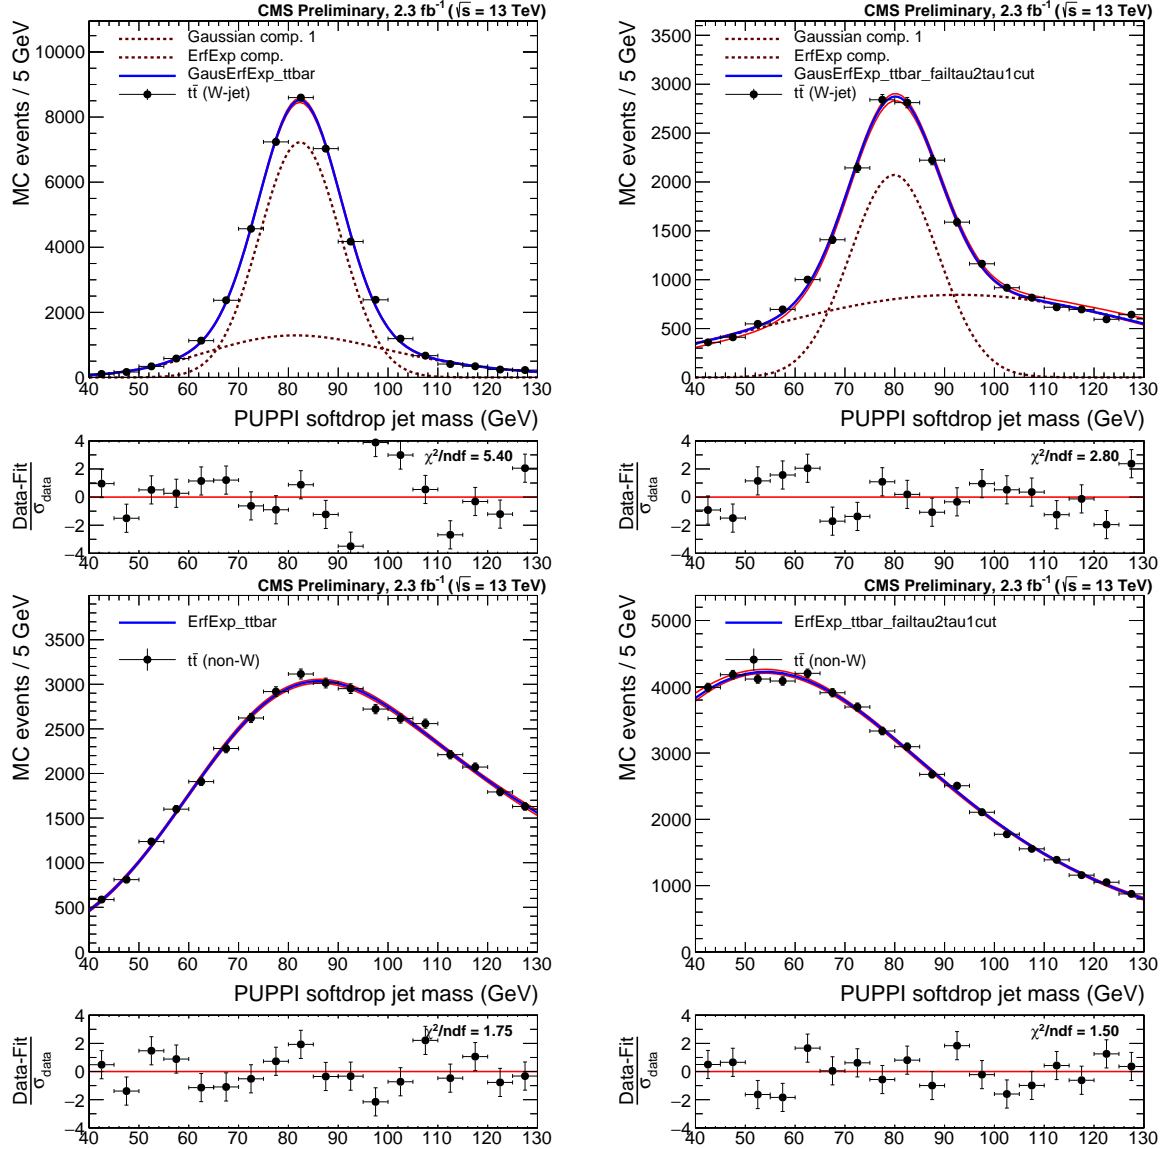 CMS Preliminary, 2.3 fb⁻¹ (√s = 13 TeV)
MC events / 5 GeV
10000
8000
6000
4000
2000
0
Gaussian comp. 1
ErfExp comp.
GausErfExp_ttbar
tt̄ (W-jet)
40 50 60 70 80 90 100 110 120 130
PUPPI softdrop jet mass (GeV)
Data-Fit
σdata
4
2
0
−2
−4
χ²/ndf = 5.40
40 50 60 70 80 90 100 110 120 130
CMS Preliminary, 2.3 fb⁻¹ (√s = 13 TeV)
MC events / 5 GeV
3500
3000
2500
2000
1500
1000
500
0
Gaussian comp. 1
ErfExp comp.
GausErfExp_ttbar_failtau2tau1cut
tt̄ (W-jet)
40 50 60 70 80 90 100 110 120 130
PUPPI softdrop jet mass (GeV)
Data-Fit
σdata
4
2
0
−2
−4
χ²/ndf = 2.80
40 50 60 70 80 90 100 110 120 130
CMS Preliminary, 2.3 fb⁻¹ (√s = 13 TeV)
MC events / 5 GeV
3500
3000
2500
2000
1500
1000
500
0
ErfExp_ttbar
tt̄ (non-W)
40 50 60 70 80 90 100 110 120 130
PUPPI softdrop jet mass (GeV)
Data-Fit
σdata
4
2
0
−2
−4
χ²/ndf = 1.75
40 50 60 70 80 90 100 110 120 130
CMS Preliminary, 2.3 fb⁻¹ (√s = 13 TeV)
MC events / 5 GeV
5000
4000
3000
2000
1000
0
ErfExp_ttbar_failtau2tau1cut
tt̄ (non-W)
40 50 60 70 80 90 100 110 120 130
PUPPI softdrop jet mass (GeV)
Data-Fit
σdata
4
2
0
−2
−4
χ²/ndf = 1.50
40 50 60 70 80 90 100 110 120 130